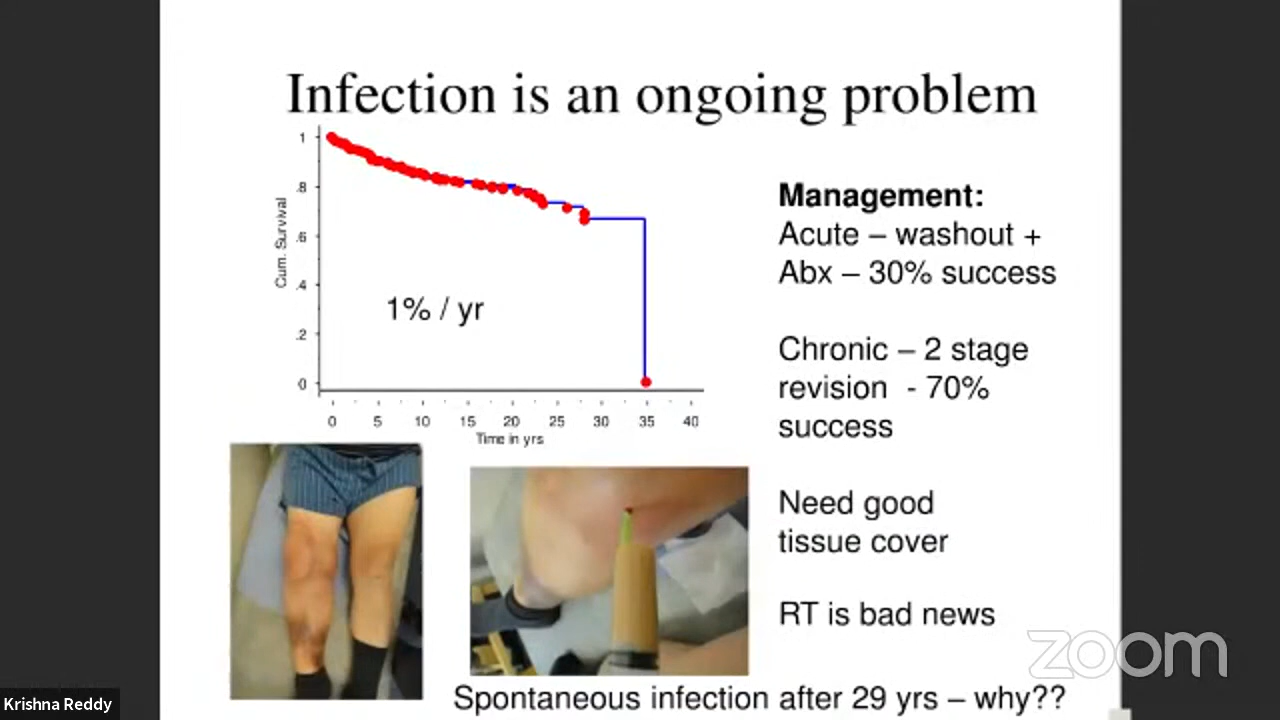 Infection is an ongoing problem
1
.8
.6
.4
.2
0
Cum. Survival
1% / yr
0 5 10 15 20 25 30 35 40
Time in yrs
Management:
Acute – washout +
Abx – 30% success
Chronic – 2 stage
revision - 70%
success
Need good
tissue cover
RT is bad news
Spontaneous infection after 29 yrs – why??
zoom
Krishna Reddy